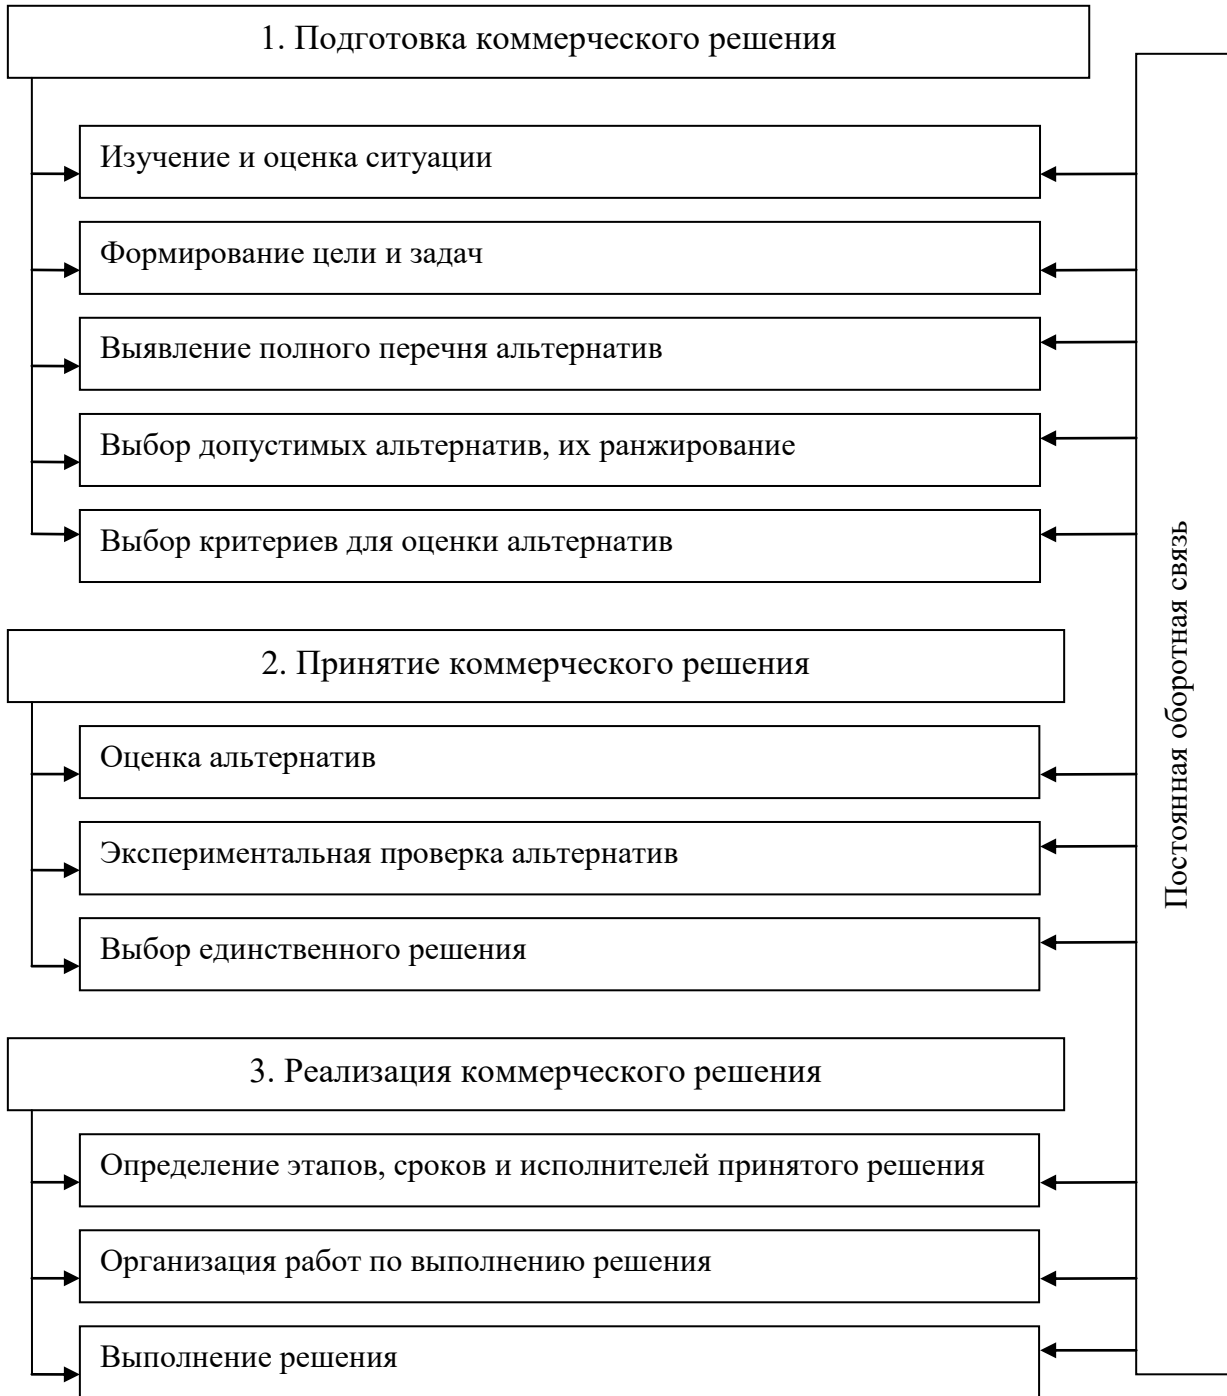 1. Подготовка коммерческого решения
Изучение и оценка ситуации
Формирование цели и задач
Выявление полного перечня альтернатив
Выбор допустимых альтернатив, их ранжирование
Выбор критериев для оценки альтернатив
2. Принятие коммерческого решения
Оценка альтернатив
Экспериментальная проверка альтернатив
Выбор единственного решения
3. Реализация коммерческого решения
Определение этапов, сроков и исполнителей принятого решения
Организация работ по выполнению решения
Выполнение решения
Постоянная оборотная связь